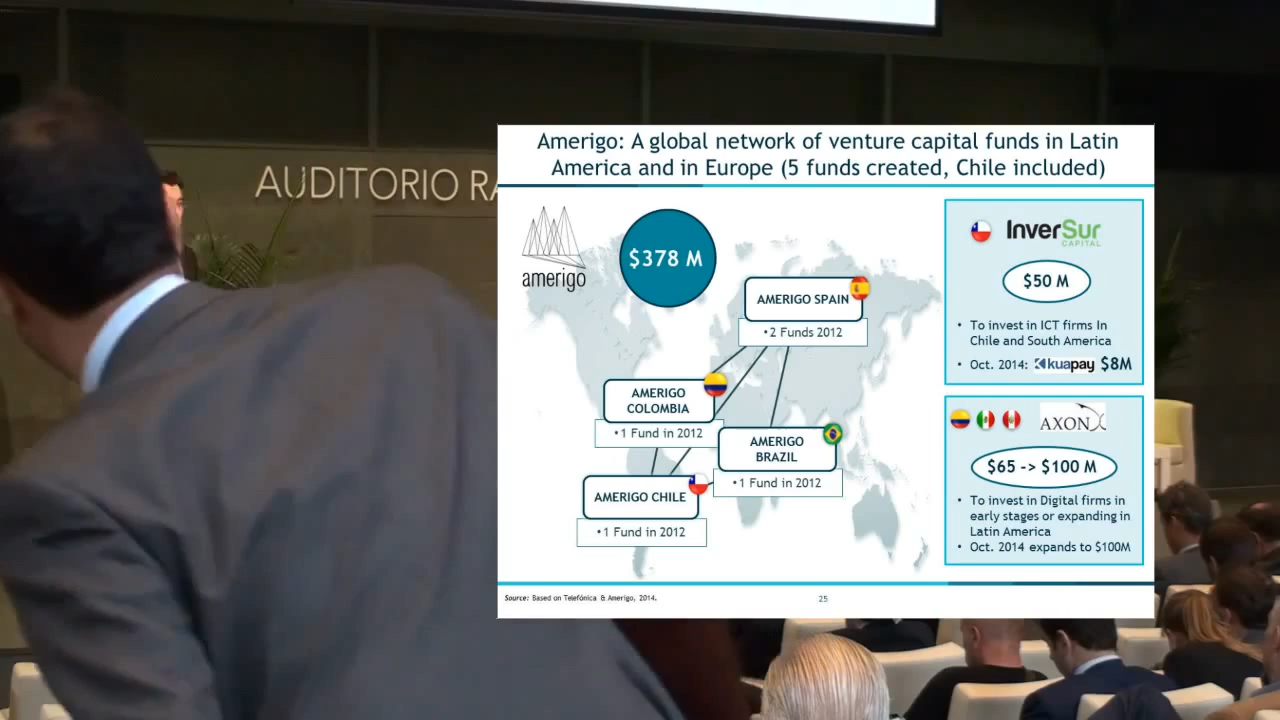 AUDITORIO
Amerigo: A global network of venture capital funds in Latin
America and in Europe (5 funds created, Chile included)
amerigo
$378 M
AMERIGO SPAIN
•2 Funds 2012
AMERIGO
COLOMBIA
•1 Fund in 2012
AMERIGO
BRAZIL
•1 Fund in 2012
AMERIGO CHILE
•1 Fund in 2012
InverSur
CAPITAL
$50 M
• To invest in ICT firms In
Chile and South America
• Oct. 2014: kuapay $8M
AXON
$65 -> $100 M
• To invest in Digital firms in
early stages or expanding in
Latin America
• Oct. 2014 expands to $100M
Source: Based on Telefónica & Amerigo, 2014.
25